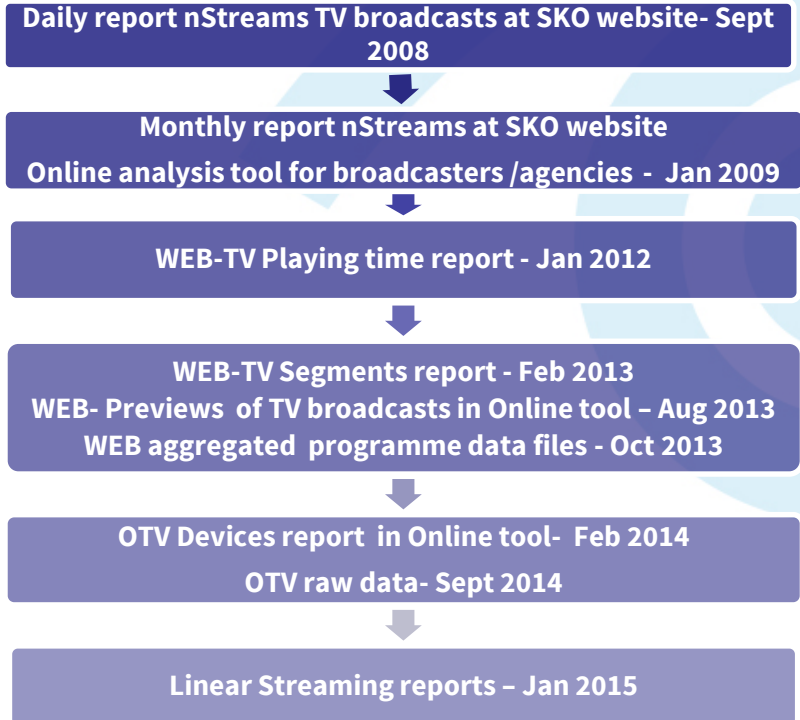 Daily report nStreams TV broadcasts at SKO website- Sept
2008
Monthly report nStreams at SKO website
Online analysis tool for broadcasters /agencies - Jan 2009
WEB-TV Playing time report - Jan 2012
WEB-TV Segments report - Feb 2013
WEB- Previews of TV broadcasts in Online tool – Aug 2013
WEB aggregated programme data files - Oct 2013
OTV Devices report in Online tool- Feb 2014
OTV raw data- Sept 2014
Linear Streaming reports – Jan 2015